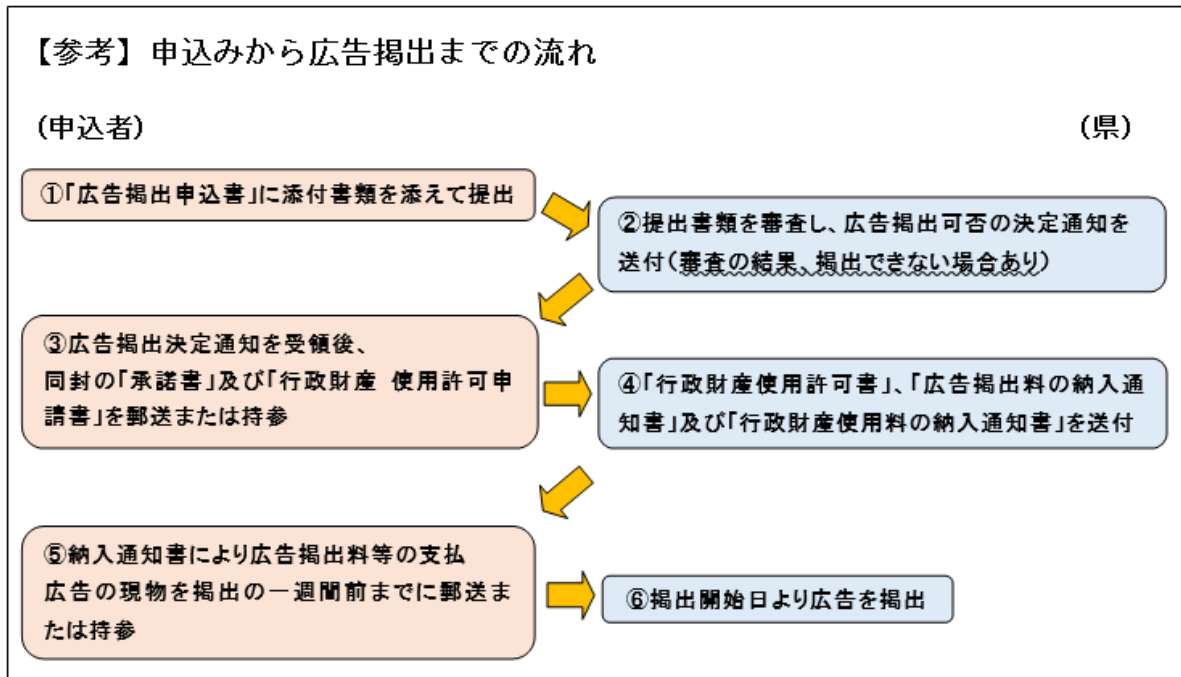 【参考】申込みから広告掲出までの流れ
(申込者)
(県)
①「広告掲出申込書」に添付書類を添えて提出
②提出書類を審査し、広告掲出可否の決定通知を
送付(審査の結果、掲出できない場合あり)
③広告掲出決定通知を受領後、
同封の「承諾書」及び「行政財産 使用許可申
請書」を郵送または持参
④「行政財産使用許可書」、「広告掲出料の納入通
知書」及び「行政財産使用料の納入通知書」を送付
⑤納入通知書により広告掲出料等の支払
広告の現物を掲出の一週間前までに郵送ま
たは持参
⑥掲出開始日より広告を掲出